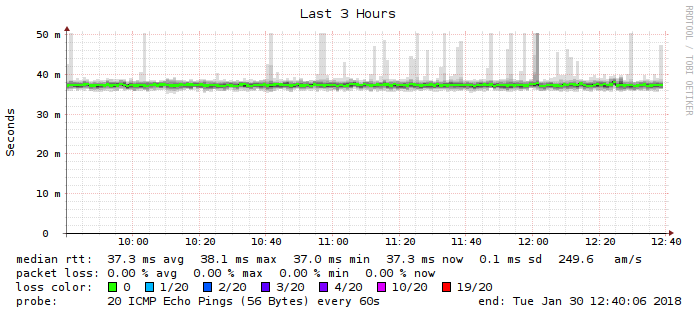 Last 3 Hours
RRDTOOL / TOBI OETIKER
Seconds
50 m
40 m
30 m
20 m
10 m
0
10:00 10:20 10:40 11:00 11:20 11:40 12:00 12:20 12:40
median rtt: 37.3 ms avg 38.1 ms max 37.0 ms min 37.3 ms now 0.1 ms sd 249.6 am/s
packet loss: 0.00 % avg 0.00 % max 0.00 % min 0.00 % now
loss color: 0 1/20 2/20 3/20 4/20 10/20 19/20
probe: 20 ICMP Echo Pings (56 Bytes) every 60s end: Tue Jan 30 12:40:06 2018